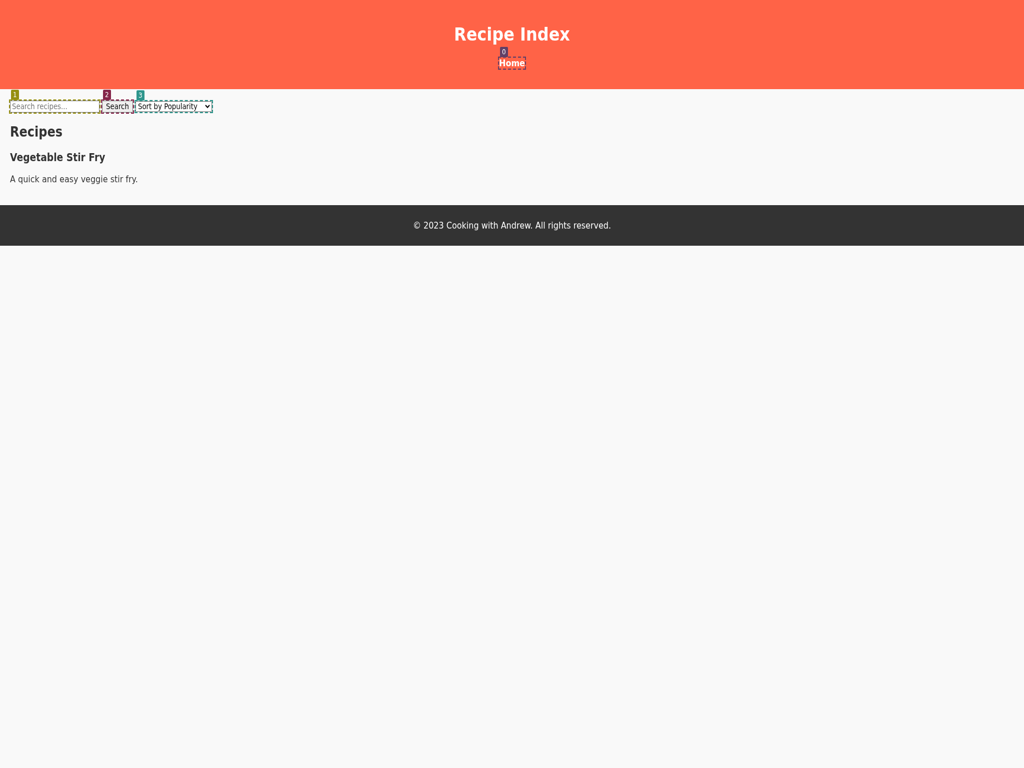 Recipe Index
0
Home
1 2 3
Search recipes... Search Sort by Popularity
Recipes
Vegetable Stir Fry
A quick and easy veggie stir fry.
© 2023 Cooking with Andrew. All rights reserved.